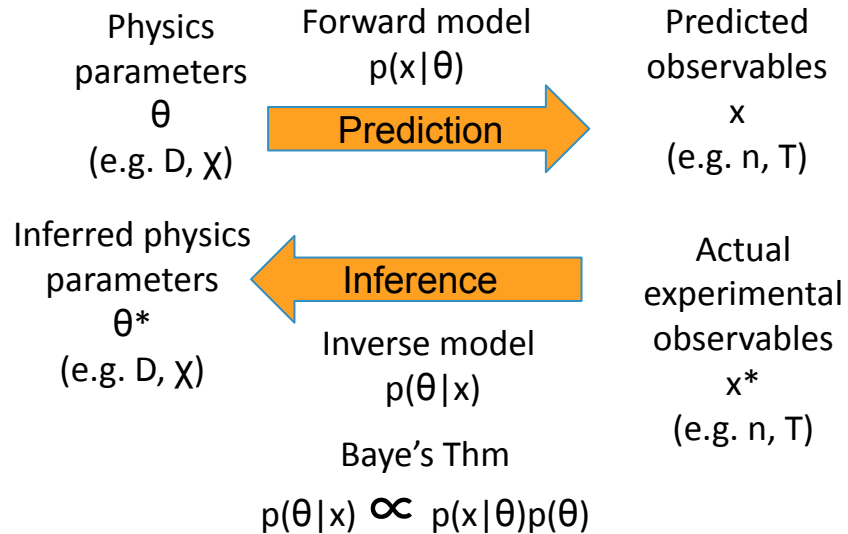 Physics
parameters
θ
(e.g. D, χ)
Forward model
p(x|θ)
Prediction
Predicted
observables
x
(e.g. n, T)
Inferred physics
parameters
θ*
(e.g. D, χ)
Inference
Inverse model
p(θ|x)
Actual
experimental
observables
x*
(e.g. n, T)
Baye's Thm
p(θ|x) ∝ p(x|θ)p(θ)